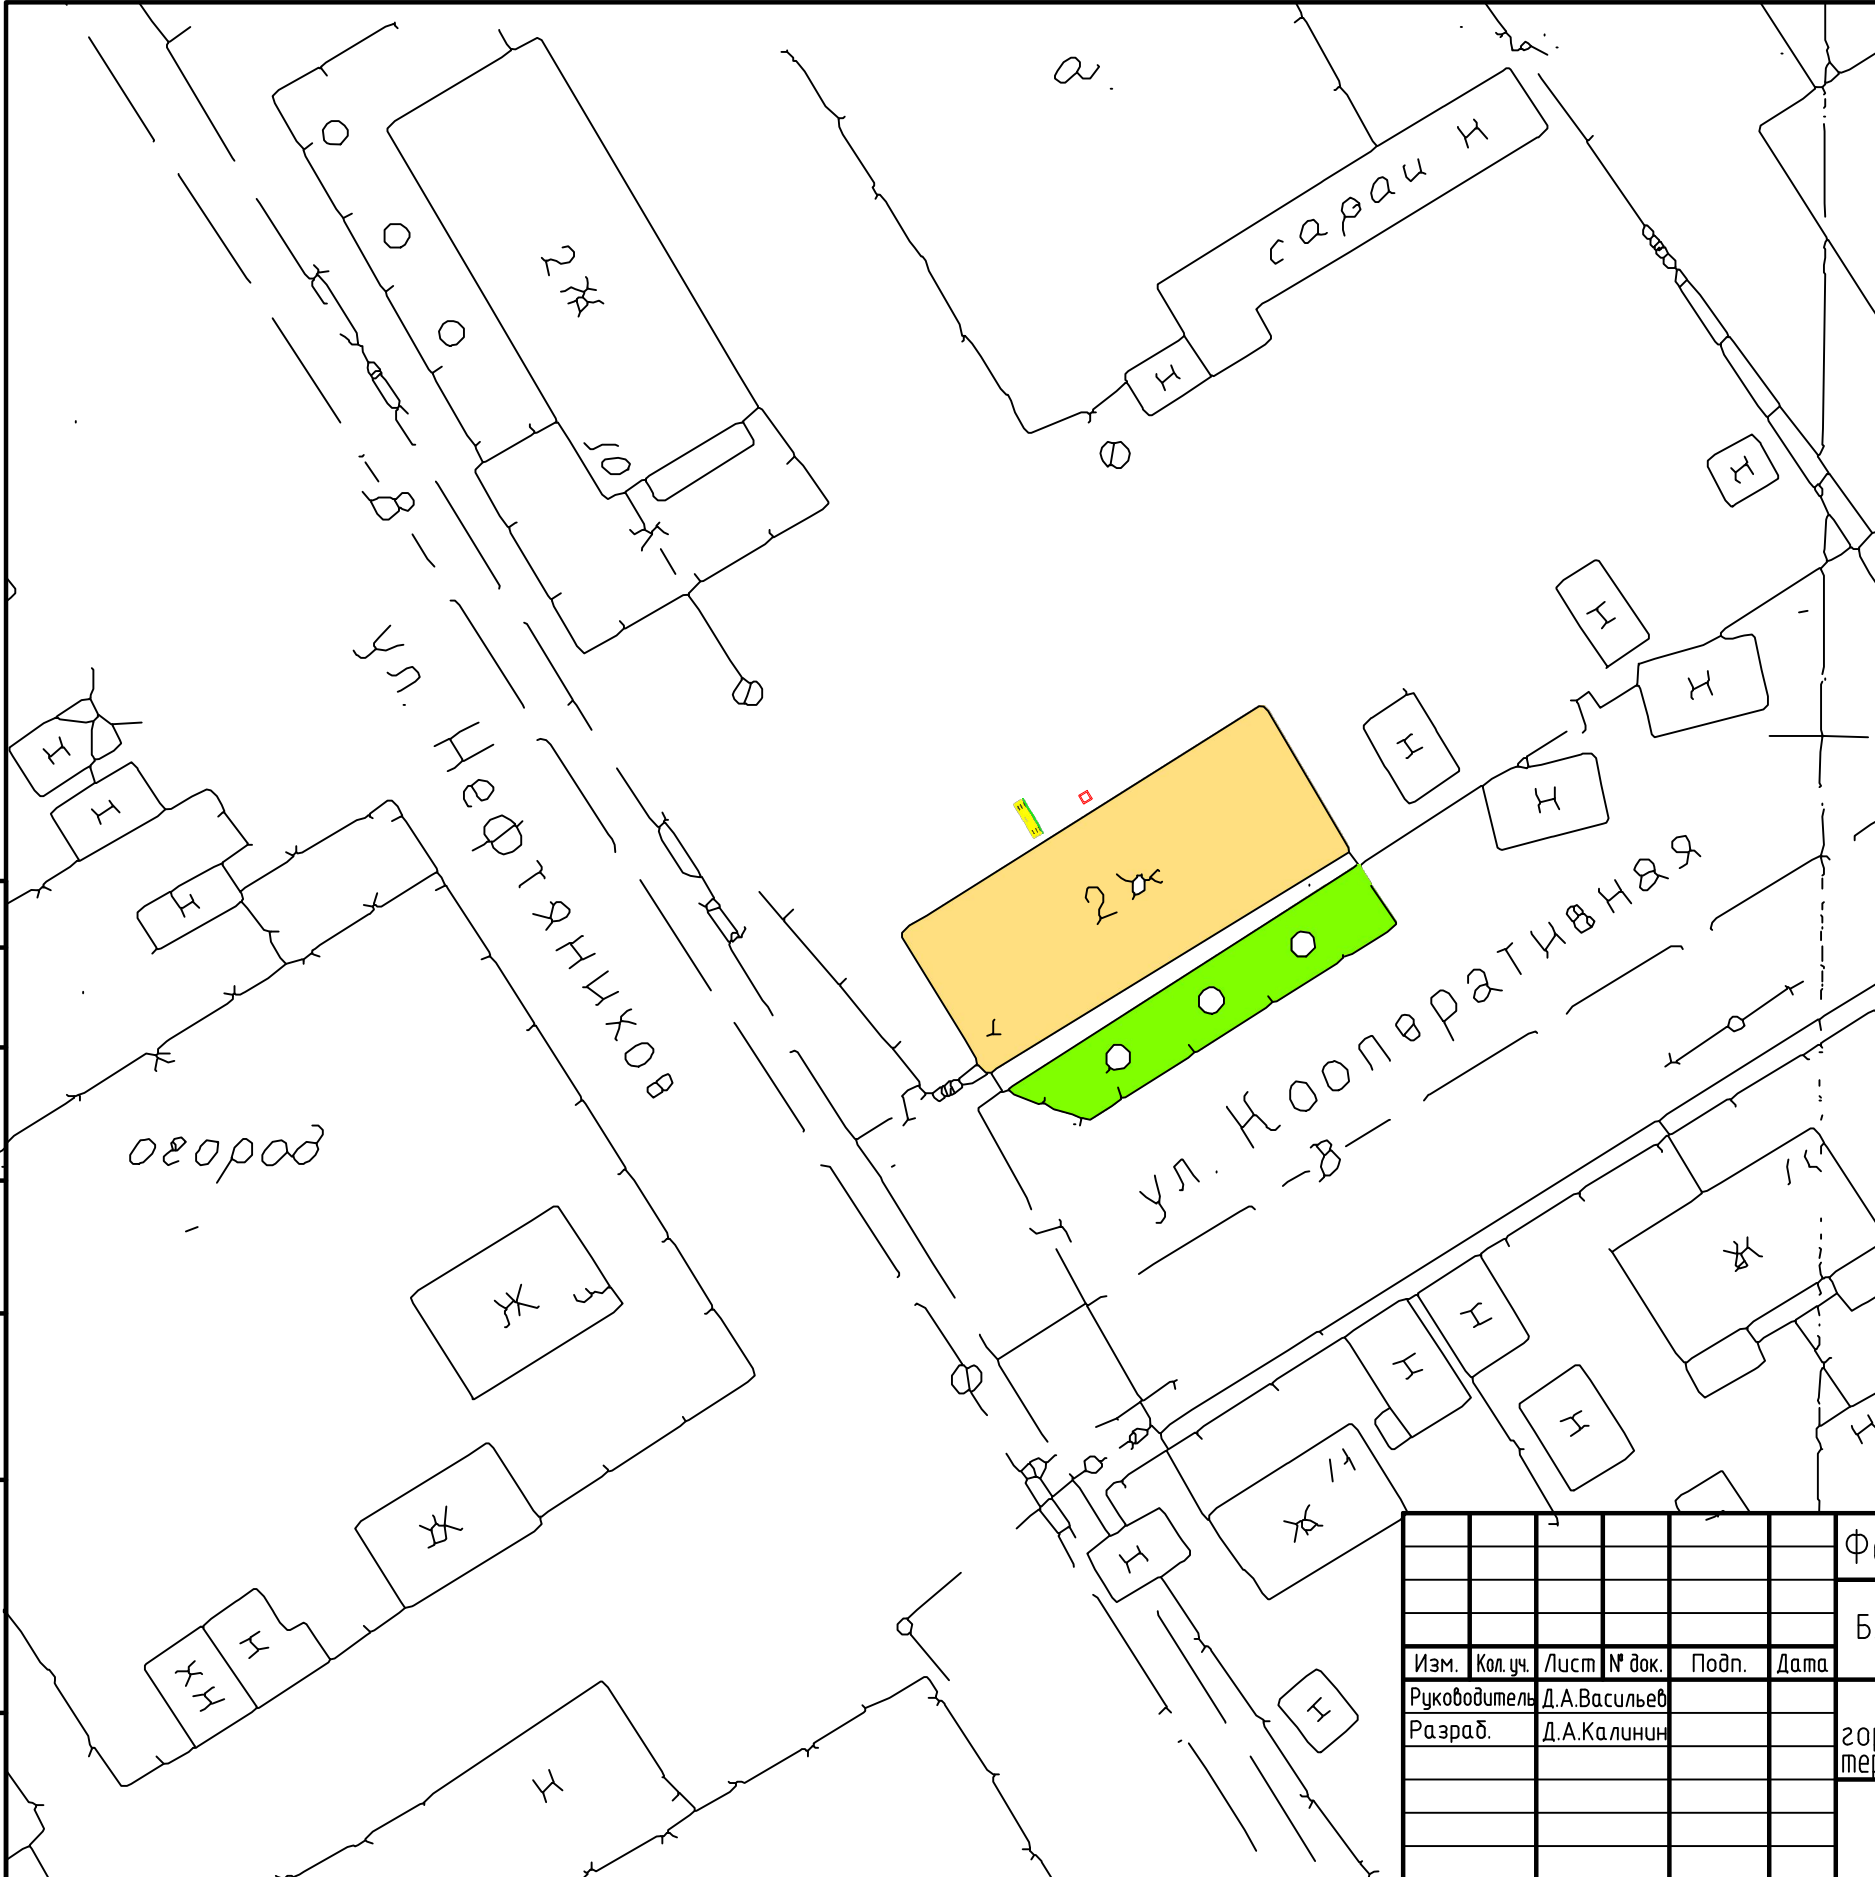 а
сараи Н
2Ж
Н
Н
В
Н
Н
ул. Нефтяников
Н
Н
Н
Н
Н
2Ж
Н
ул. Кооперативная
В
огород
Ж
Ж
Н
Н
Ж
Н
Н
Ж
Н
Н
КН
Н
Н
Изм. Кол.уч. Лист № док. Подп. Дата
Руководитель Д.А.Васильев
Разраб. Д.А.Калинин